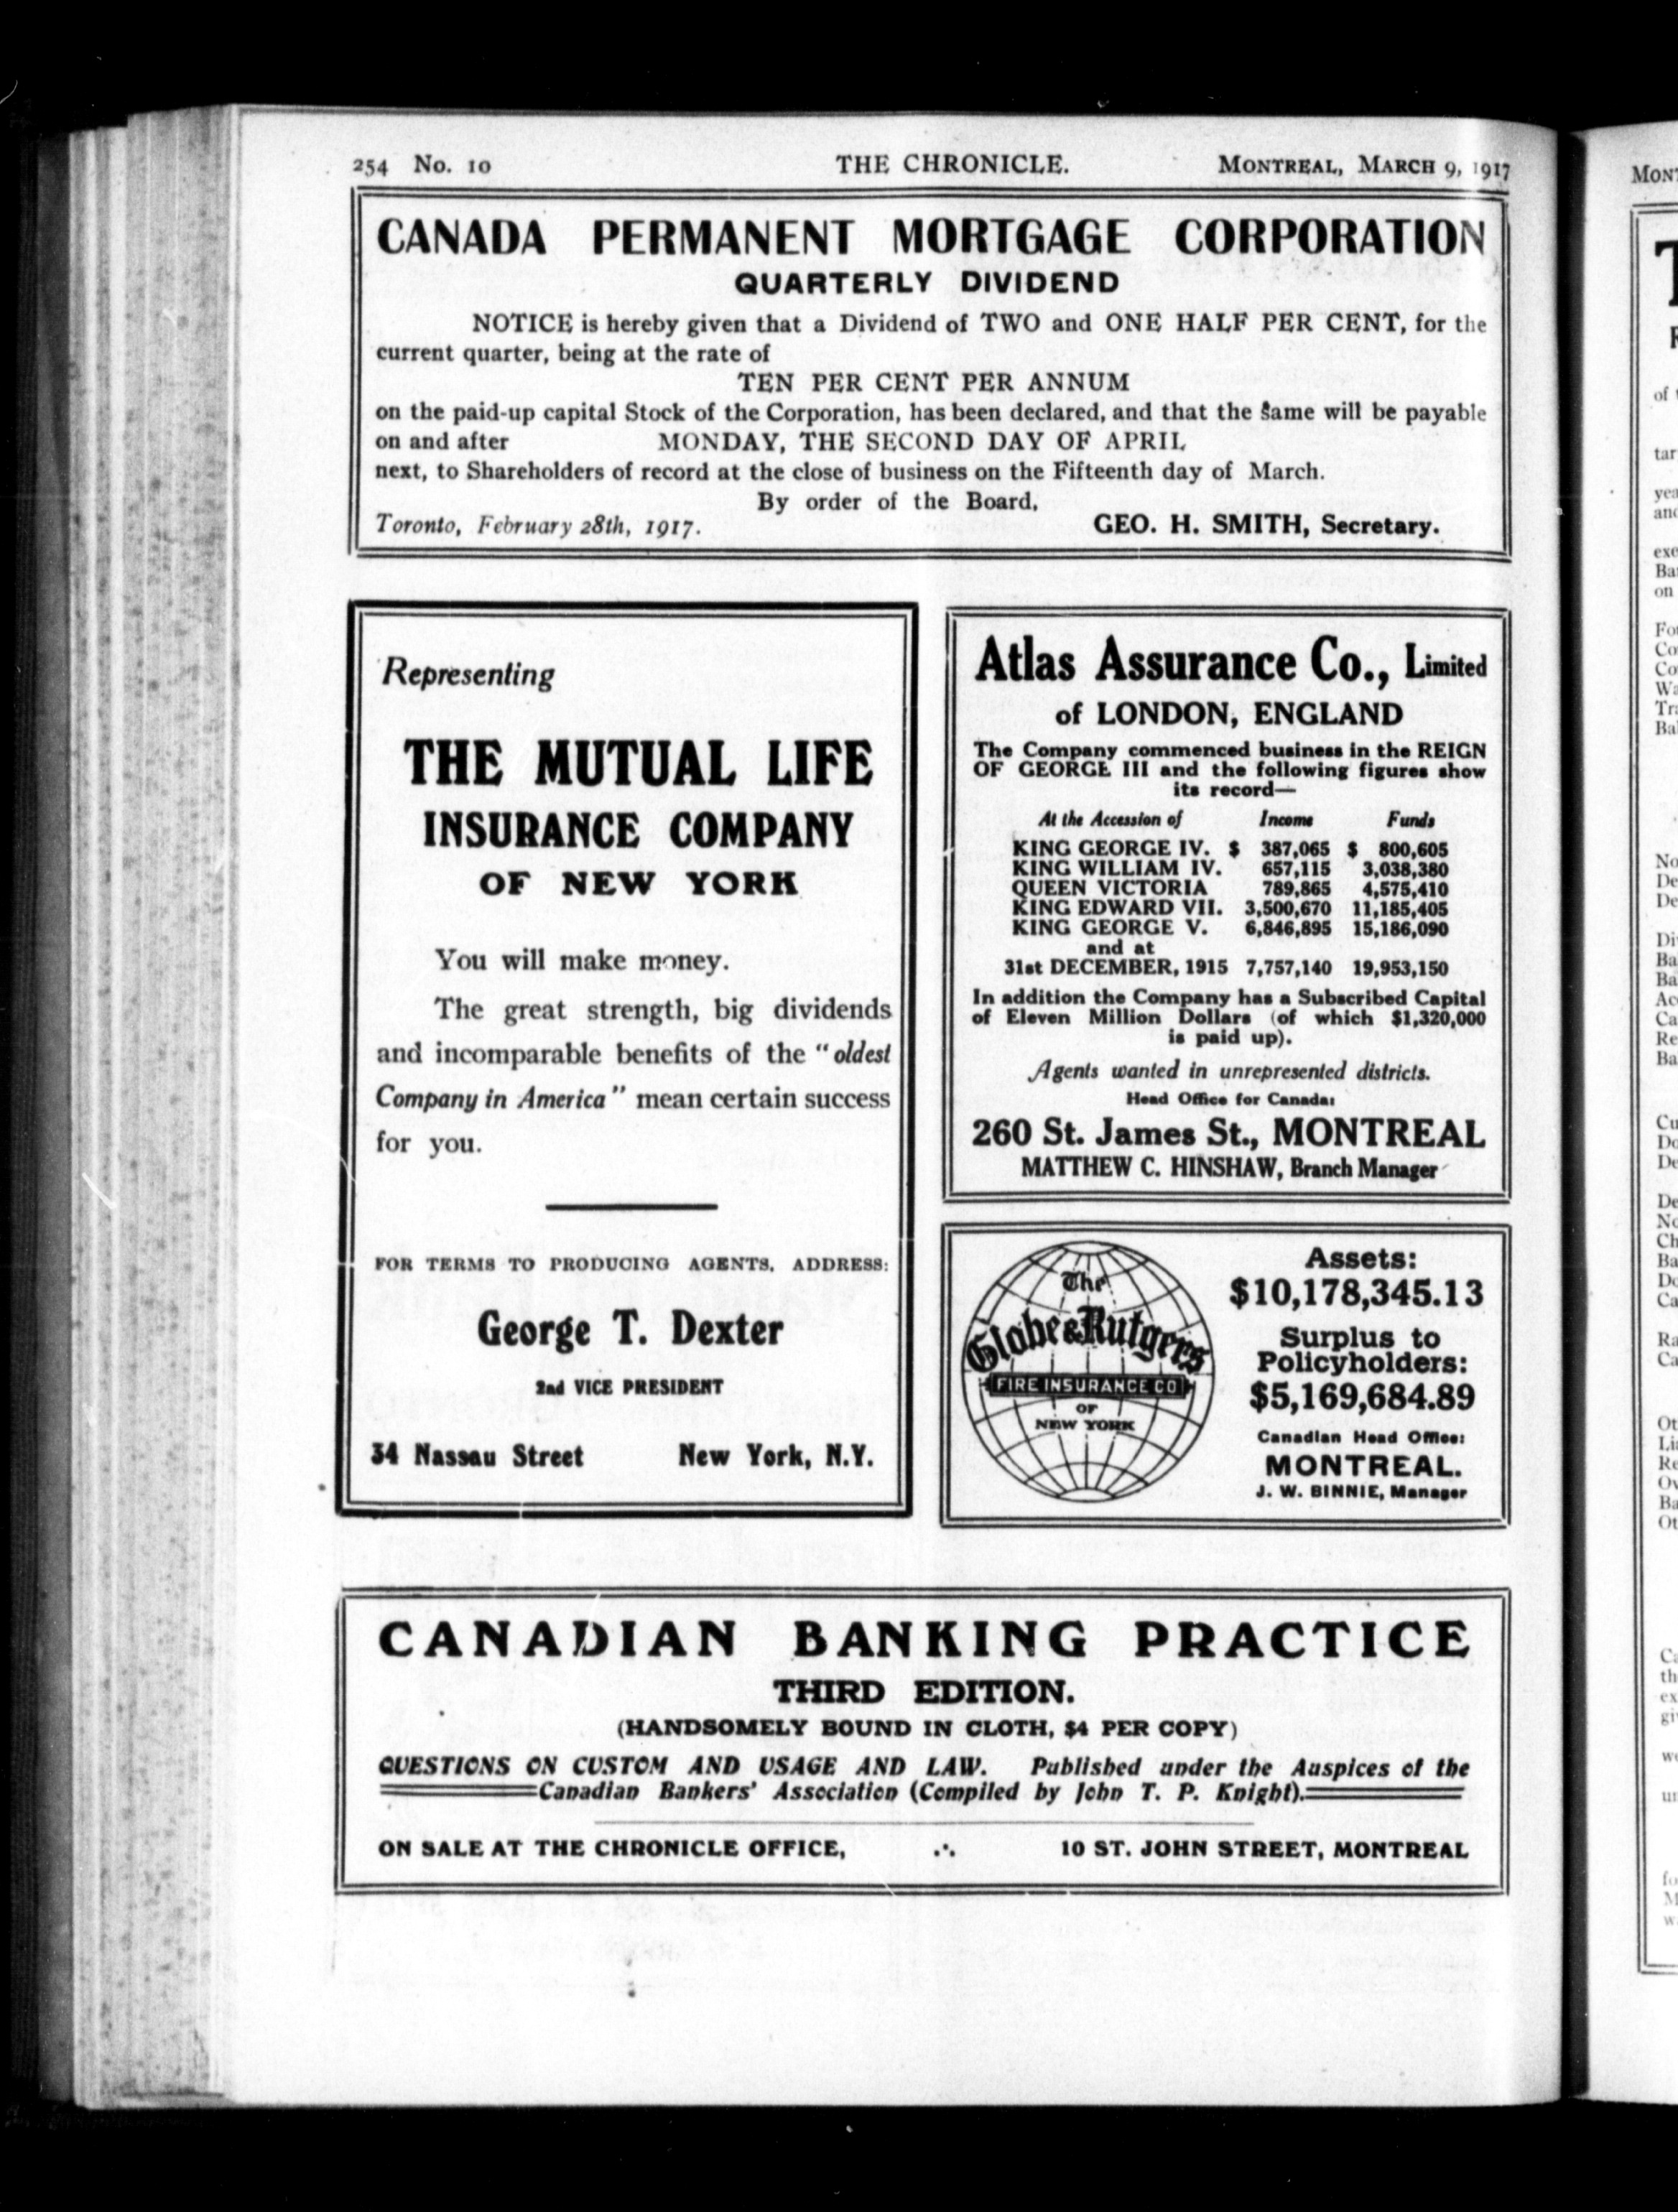 254 No. 10 THE CHRONICLE. MONTREAL, MARCH 9, 1917
CANADA PERMANENT MORTGAGE CORPORATION
QUARTERLY DIVIDEND
NOTICE is hereby given that a Dividend of TWO and ONE HALF PER CENT, for the
current quarter, being at the rate of
TEN PER CENT PER ANNUM
on the paid-up capital Stock of the Corporation, has been declared, and that the same will be payable
on and after MONDAY, THE SECOND DAY OF APRIL
next, to Shareholders of record at the close of business on the Fifteenth day of March.
By order of the Board,
Toronto, February 28th, 1917. GEO. H. SMITH, Secretary.
Representing
THE MUTUAL LIFE
INSURANCE COMPANY
OF NEW YORK
You will make money.
The great strength, big dividends
and incomparable benefits of the "oldest
Company in America" mean certain success
for you.
FOR TERMS TO PRODUCING AGENTS, ADDRESS:
George T. Dexter
2nd VICE PRESIDENT
34 Nassau Street New York, N.Y.
Atlas Assurance Co., Limited
of LONDON, ENGLAND
The Company commenced business in the REIGN
OF GEORGE III and the following figures show
its record—
At the Accession of Income Funds
KING GEORGE IV. $ 387,065 $ 800,605
KING WILLIAM IV. 657,115 3,038,380
QUEEN VICTORIA 789,865 4,575,410
KING EDWARD VII. 3,500,670 11,185,405
KING GEORGE V. 6,846,895 15,186,090
and at
31st DECEMBER, 1915 7,757,140 19,953,150
In addition the Company has a Subscribed Capital
of Eleven Million Dollars (of which $1,320,000
is paid up).
Agents wanted in unrepresented districts.
Head Office for Canada:
260 St. James St., MONTREAL
MATTHEW C. HINSHAW, Branch Manager
The
Globe & Rutgers
FIRE INSURANCE CO
OF
NEW YORK
Assets:
$10,178,345.13
Surplus to
Policyholders:
$5,169,684.89
Canadian Head Office:
MONTREAL.
J. W. BINNIE, Manager
CANADIAN BANKING PRACTICE
THIRD EDITION.
(HANDSOMELY BOUND IN CLOTH, $4 PER COPY)
QUESTIONS ON CUSTOM AND USAGE AND LAW. Published under the Auspices of the
Canadian Bankers' Association (Compiled by John T. P. Knight).
ON SALE AT THE CHRONICLE OFFICE, ∴ 10 ST. JOHN STREET, MONTREAL